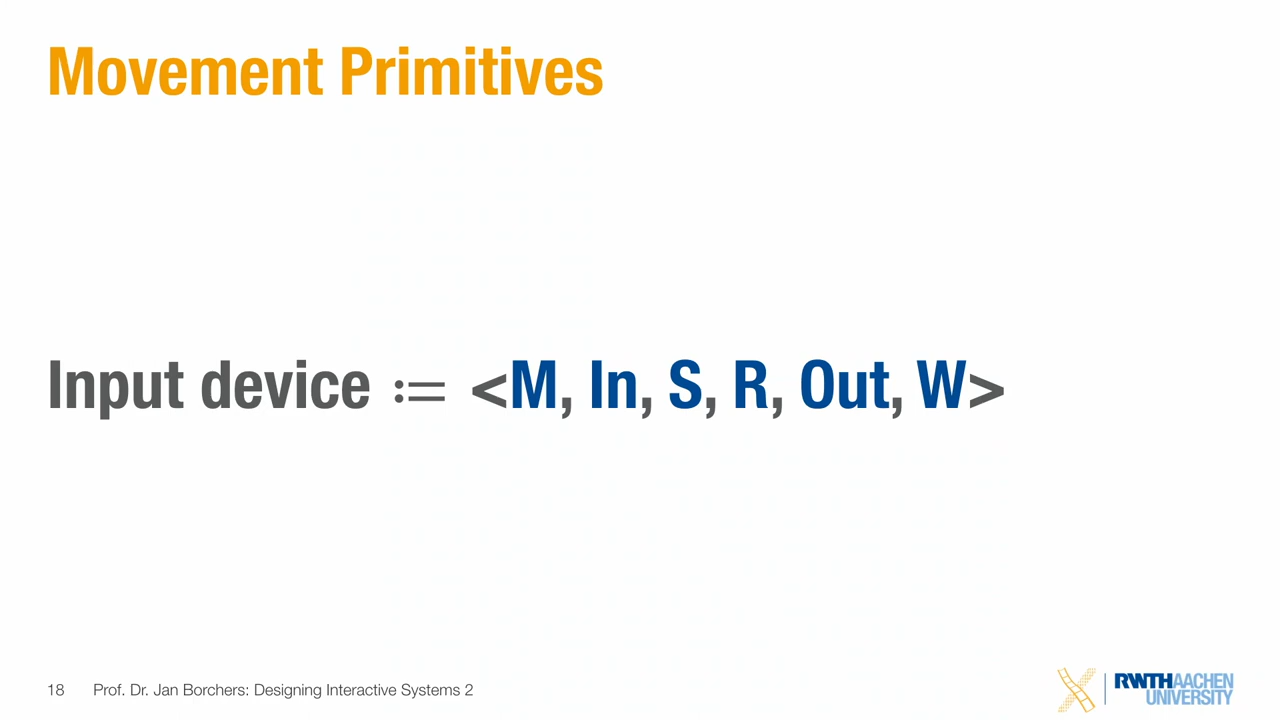 Movement Primitives
Input device := <M, In, S, R, Out, W>
18 Prof. Dr. Jan Borchers: Designing Interactive Systems 2
RWTHAACHEN
UNIVERSITY